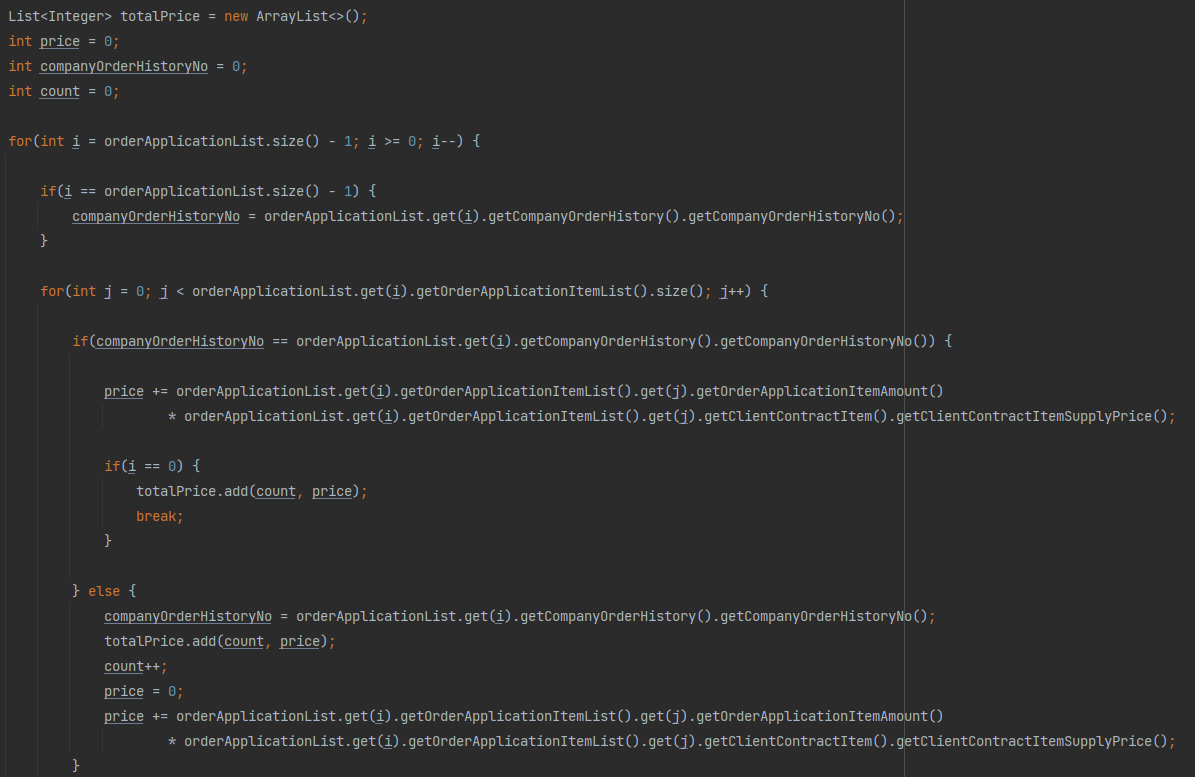 List<Integer> totalPrice = new ArrayList<>();
int price = 0;
int companyOrderHistoryNo = 0;
int count = 0;
for(int i = orderApplicationList.size() - 1; i >= 0; i--) {
if(i == orderApplicationList.size() - 1) {
companyOrderHistoryNo = orderApplicationList.get(i).getCompanyOrderHistory().getCompanyOrderHistoryNo();
}
for(int j = 0; j < orderApplicationList.get(i).getOrderApplicationItemList().size(); j++) {
if(companyOrderHistoryNo == orderApplicationList.get(i).getCompanyOrderHistory().getCompanyOrderHistoryNo()) {
price += orderApplicationList.get(i).getOrderApplicationItemList().get(j).getOrderApplicationItemAmount()
* orderApplicationList.get(i).getOrderApplicationItemList().get(j).getClientContractItem().getClientContractItemSupplyPrice();
if(i == 0) {
totalPrice.add(count, price);
break;
}
} else {
companyOrderHistoryNo = orderApplicationList.get(i).getCompanyOrderHistory().getCompanyOrderHistoryNo();
totalPrice.add(count, price);
count++;
price = 0;
price += orderApplicationList.get(i).getOrderApplicationItemList().get(j).getOrderApplicationItemAmount()
* orderApplicationList.get(i).getOrderApplicationItemList().get(j).getClientContractItem().getClientContractItemSupplyPrice();
}